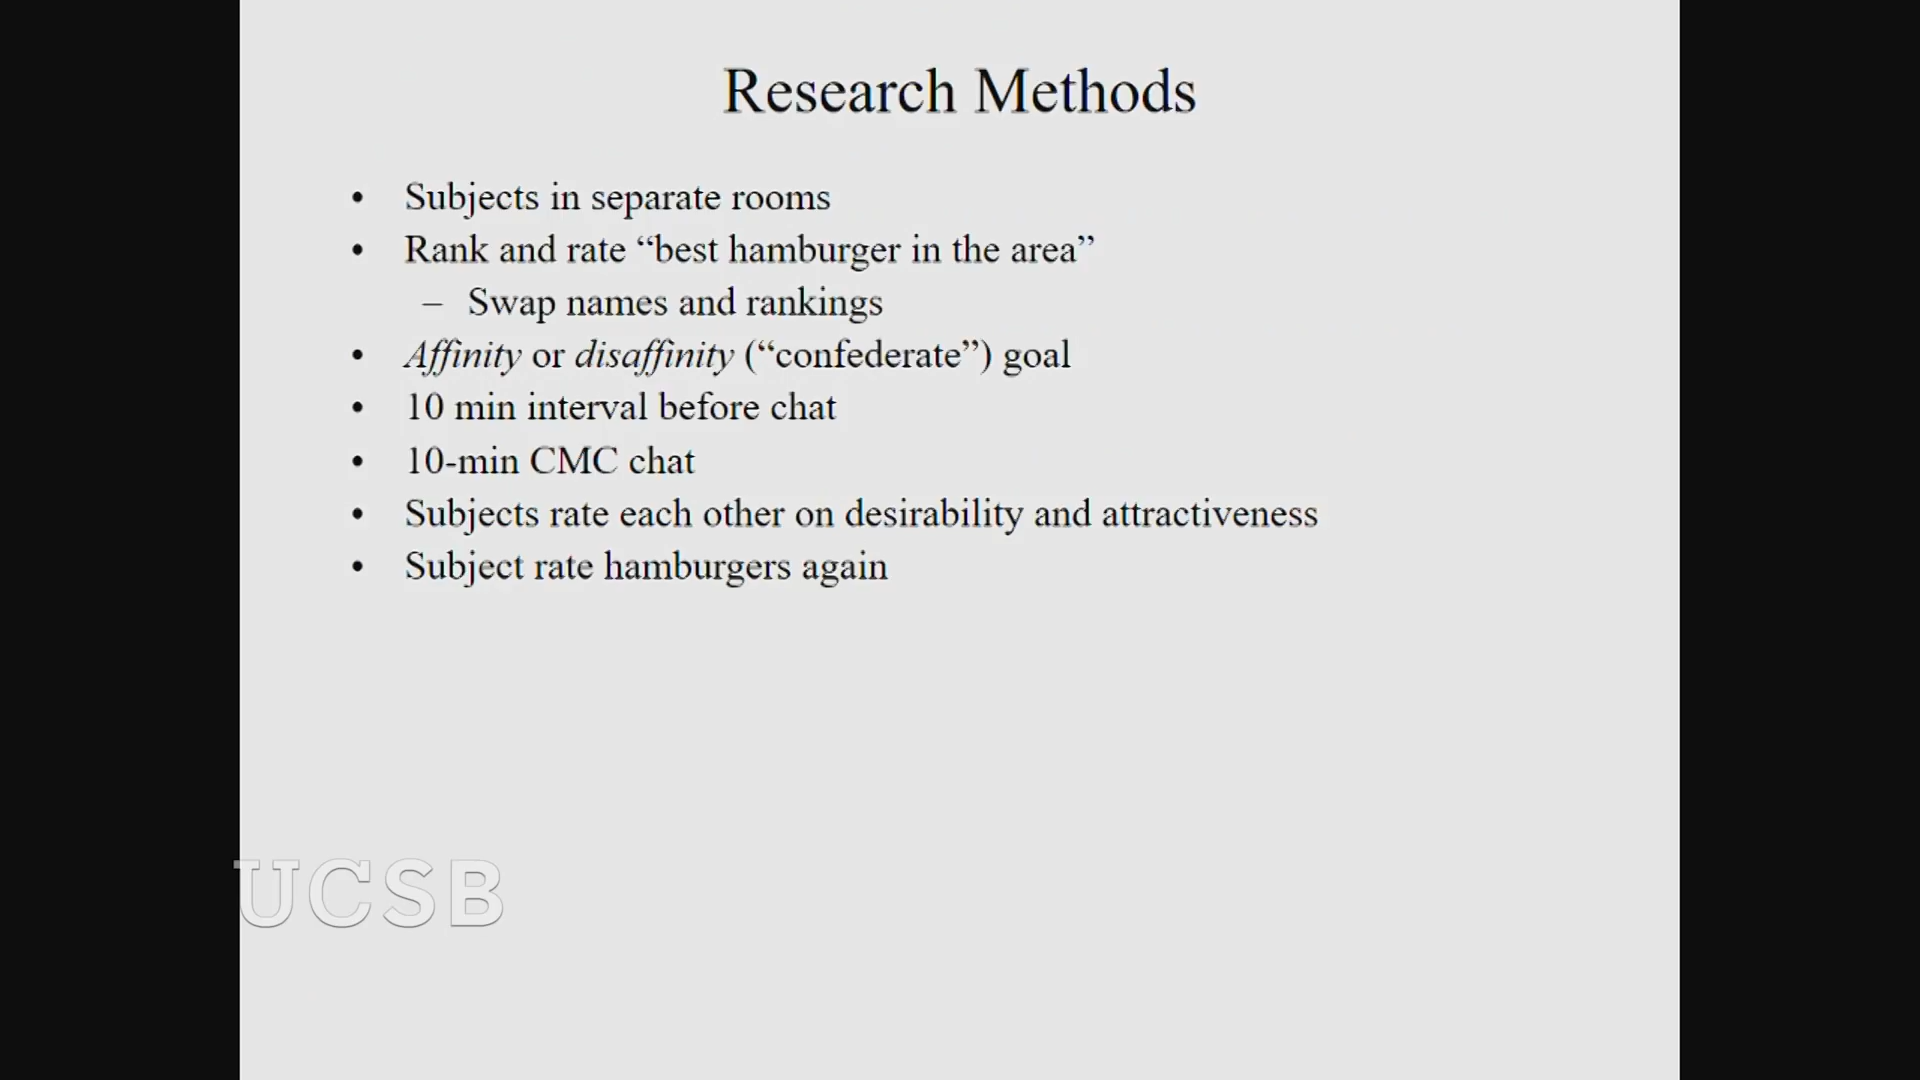 Research Methods
• Subjects in separate rooms
• Rank and rate “best hamburger in the area”
– Swap names and rankings
• Affinity or disaffinity (“confederate”) goal
• 10 min interval before chat
• 10-min CMC chat
• Subjects rate each other on desirability and attractiveness
• Subject rate hamburgers again
UCSB